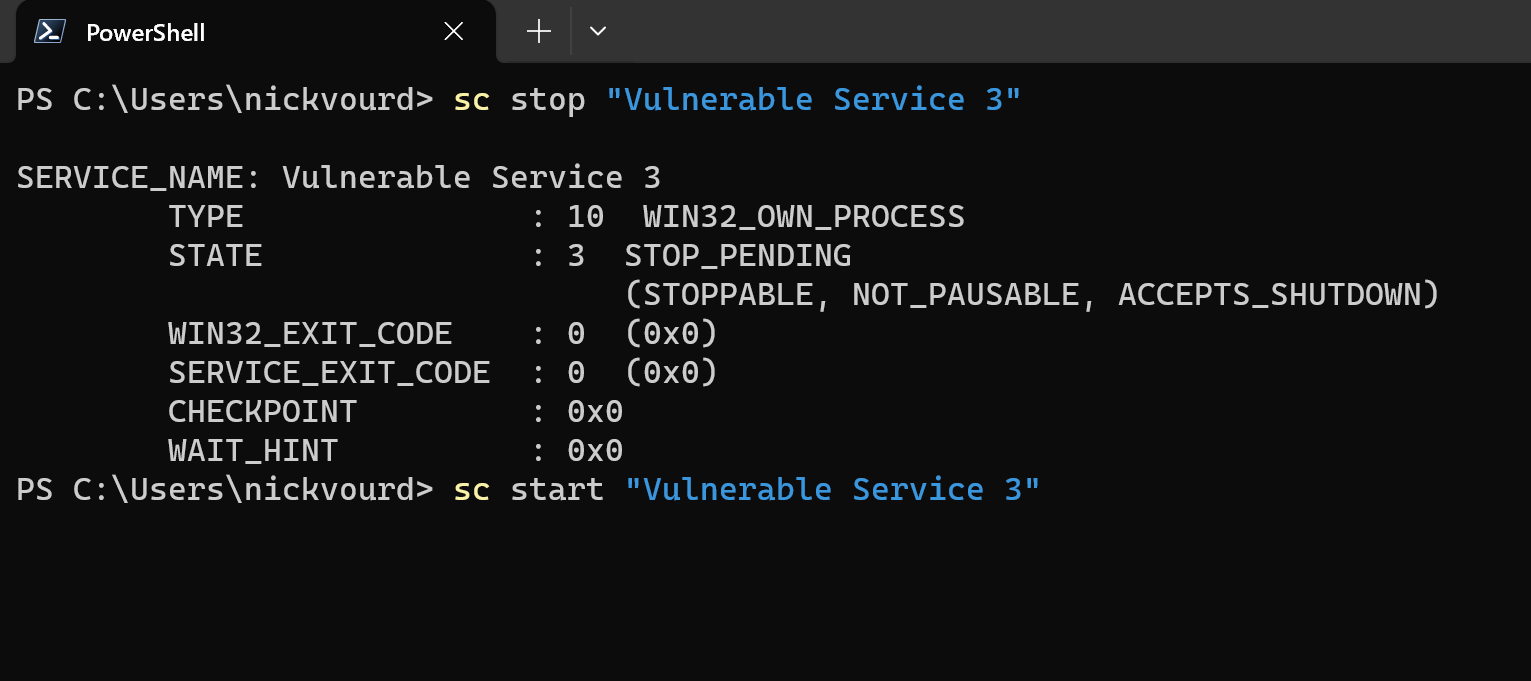 PowerShell
PS C:\Users\nickvourd> sc stop "Vulnerable Service 3"
SERVICE_NAME: Vulnerable Service 3
        TYPE               : 10  WIN32_OWN_PROCESS
        STATE              : 3  STOP_PENDING
                                (STOPPABLE, NOT_PAUSABLE, ACCEPTS_SHUTDOWN)
        WIN32_EXIT_CODE    : 0  (0x0)
        SERVICE_EXIT_CODE  : 0  (0x0)
        CHECKPOINT         : 0x0
        WAIT_HINT          : 0x0
PS C:\Users\nickvourd> sc start "Vulnerable Service 3"